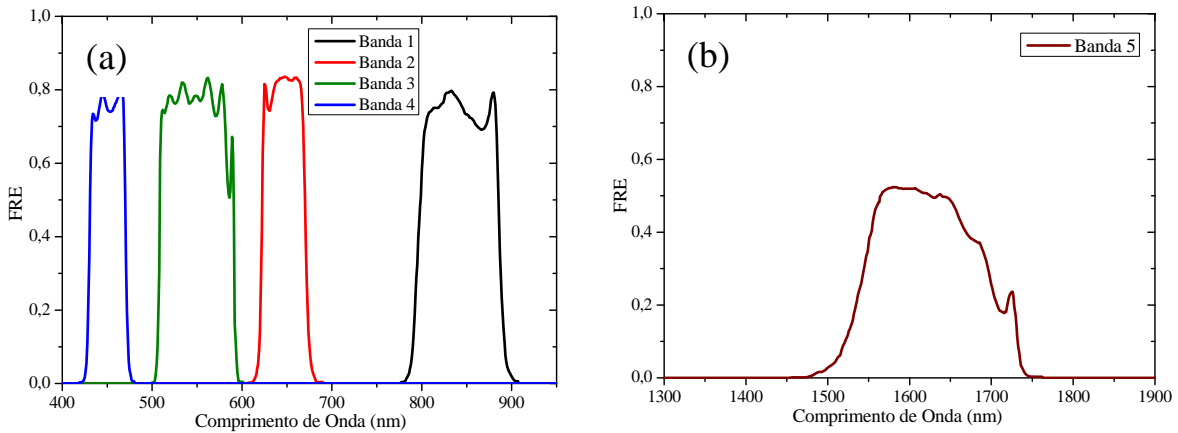 (a)
Banda 1
Banda 2
Banda 3
Banda 4
1,0
0,8
0,6
0,4
0,2
0,0
FRE
400
500
600
700
800
900
Comprimento de Onda (nm)
(b)
Banda 5
1,0
0,8
0,6
0,4
0,2
0,0
FRE
1300
1400
1500
1600
1700
1800
1900
Comprimento de Onda (nm)